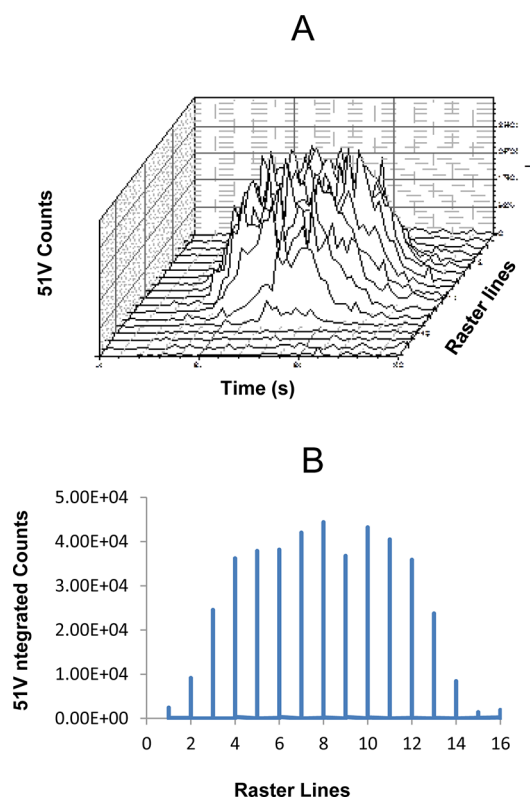 A
51V Counts
Raster lines
Time (s)
B
51V ntegrated Counts
5.00E+04
4.00E+04
3.00E+04
2.00E+04
1.00E+04
0.00E+00
0 2 4 6 8 10 12 14 16
Raster Lines